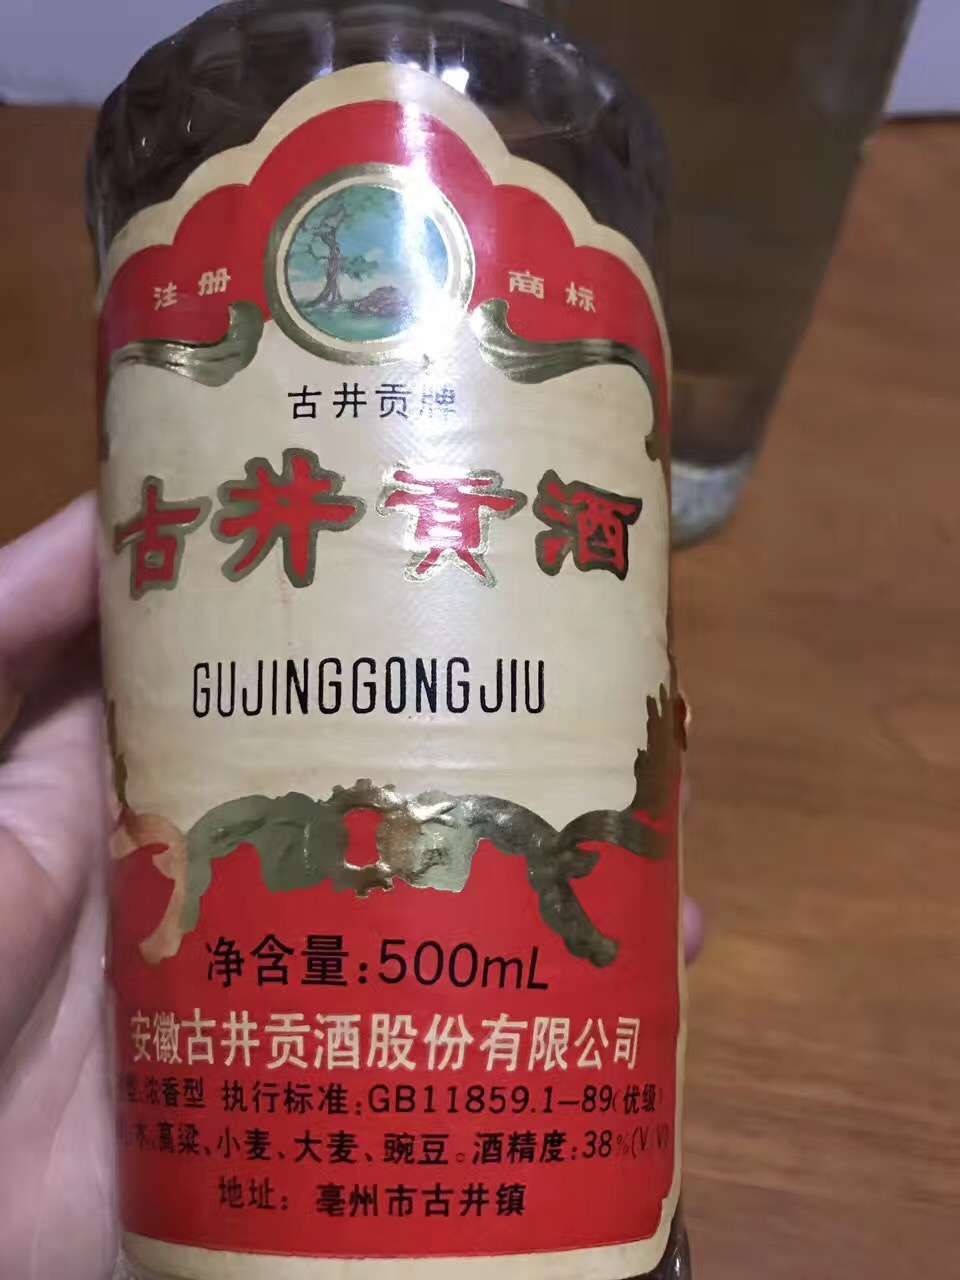 注册 商标
古井贡牌
古井贡酒
GUJINGGONGJIU
净含量:500mL
安徽古井贡酒股份有限公司
型:浓香型 执行标准:GB11859.1-89(优级)
水、高粱、小麦、大麦、豌豆。酒精度:38%(V/V)
地址: 亳州市古井镇